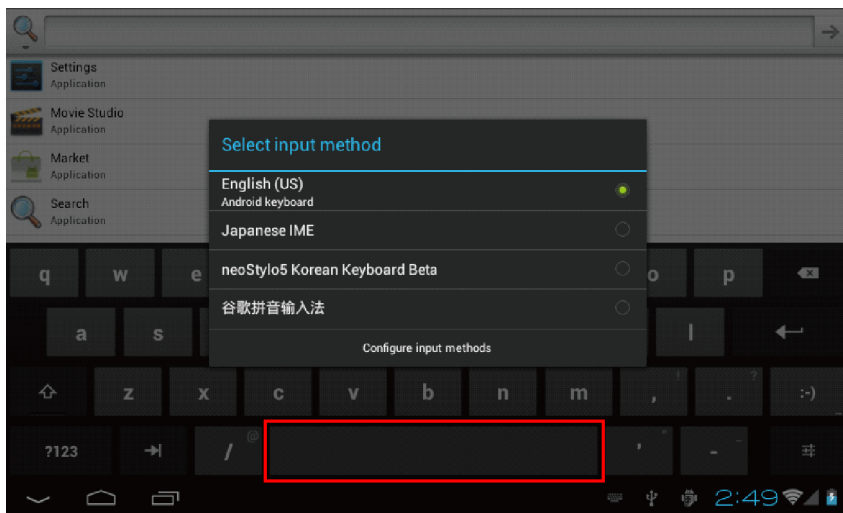 Settings
Application
Movie Studio
Application
Market
Application
Search
Application
Select input method
English (US)
Android keyboard
Japanese IME
neoStylo5 Korean Keyboard Beta
谷歌拼音输入法
Configure input methods
q w e o p
a s l
z x c v b n m , ! . ? :-)
?123 / @ ' " - _
2:49